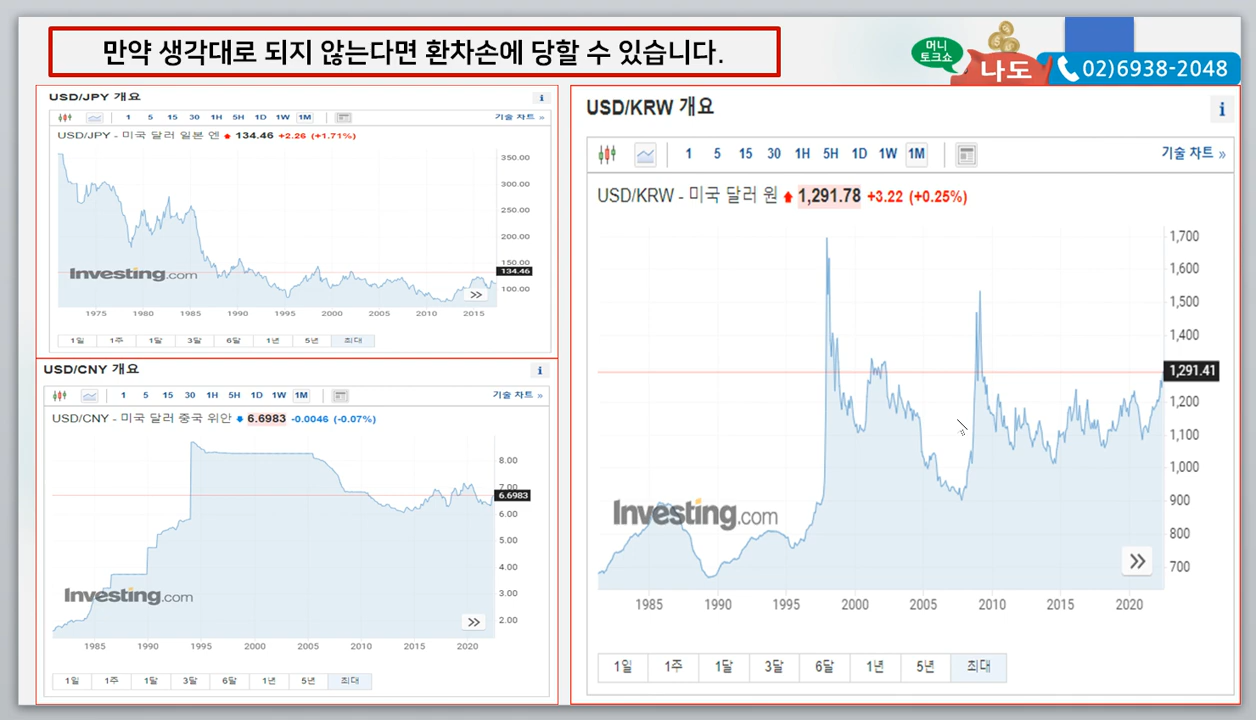 만약 생각대로 되지 않는다면 환차손에 당할 수 있습니다.
머니
토크쇼
나도
02)6938-2048
USD/JPY 개요
1 5 15 30 1H 5H 1D 1W 1M
기술 차트 »
USD/JPY - 미국 달러 일본 엔 134.46 +2.26 (+1.71%)
350.00
300.00
250.00
200.00
150.00
134.46
100.00
Investing.com
1975 1980 1985 1990 1995 2000 2005 2010 2015
1일 1주 1달 3달 6달 1년 5년 최대
USD/CNY 개요
1 5 15 30 1H 5H 1D 1W 1M
기술 차트 »
USD/CNY - 미국 달러 중국 위안 6.6983 -0.0046 (-0.07%)
8.00
7.00
6.6983
6.00
5.00
4.00
3.00
2.00
Investing.com
1985 1990 1995 2000 2005 2010 2015 2020
1일 1주 1달 3달 6달 1년 5년 최대
USD/KRW 개요
1 5 15 30 1H 5H 1D 1W 1M
기술 차트 »
USD/KRW - 미국 달러 원 1,291.78 +3.22 (+0.25%)
1,700
1,600
1,500
1,400
1,291.41
1,200
1,100
1,000
900
800
700
Investing.com
1985 1990 1995 2000 2005 2010 2015 2020
1일 1주 1달 3달 6달 1년 5년 최대